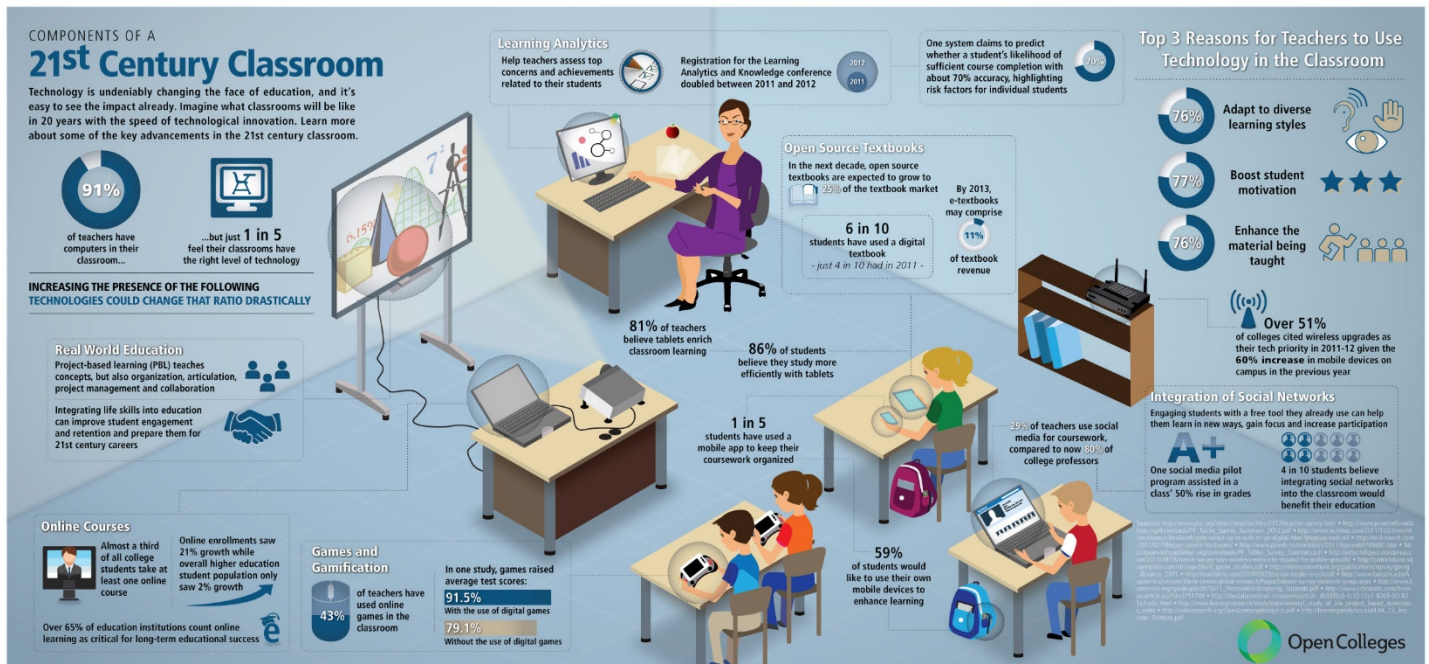 COMPONENTS OF A
21st Century Classroom
Technology is undeniably changing the face of education, and it's
easy to see the impact already. Imagine what classrooms will be like
in 20 years with the speed of technological innovation. Learn more
about some of the key advancements in the 21st century classroom.
91%
of teachers have
computers in their
classroom...
...but just 1 in 5
feel their classrooms have
the right level of technology
INCREASING THE PRESENCE OF THE FOLLOWING
TECHNOLOGIES COULD CHANGE THAT RATIO DRASTICALLY
Real World Education
Project-based learning (PBL) teaches
concepts, but also organization, articulation,
project management and collaboration
Integrating life skills into education
can improve student engagement
and retention and prepare them for
21st century careers
Online Courses
Almost a third
of all college
students take at
least one online
course
Online enrollments saw
21% growth while
overall higher education
student population only
saw 2% growth
Over 65% of education institutions count online
learning as critical for long-term educational success
Games and
Gamification
43%
of teachers have
used online
games in the
classroom
In one study, games raised
average test scores:
91.5%
With the use of digital games
79.1%
Without the use of digital games
6.15%
7²
Learning Analytics
Help teachers assess top
concerns and achievements
related to their students
Registration for the Learning
Analytics and Knowledge conference
doubled between 2011 and 2012
2012
2011
One system claims to predict
whether a student's likelihood of
sufficient course completion with
about 70% accuracy, highlighting
risk factors for individual students
70%
Open Source Textbooks
In the next decade, open source
textbooks are expected to grow to
25% of the textbook market
6 in 10
students have used a digital
textbook
- just 4 in 10 had in 2011 -
By 2013,
e-textbooks
may comprise
11%
of textbook
revenue
81% of teachers
believe tablets enrich
classroom learning
86% of students
believe they study more
efficiently with tablets
1 in 5
students have used a
mobile app to keep their
coursework organized
59%
of students would
like to use their own
mobile devices to
enhance learning
Top 3 Reasons for Teachers to Use
Technology in the Classroom
76%
Adapt to diverse
learning styles
77%
Boost student
motivation
76%
Enhance the
material being
taught
Over 51%
of colleges cited wireless upgrades as
their tech priority in 2011-12 given the
60% increase in mobile devices on
campus in the previous year
Integration of Social Networks
Engaging students with a free tool they already use can help
them learn in new ways, gain focus and increase participation
29% of teachers use social
media for coursework,
compared to now 80% of
college professors
A+
One social media pilot
program assisted in a
class' 50% rise in grades
4 in 10 students believe
integrating social networks
into the classroom would
benefit their education
Open Colleges